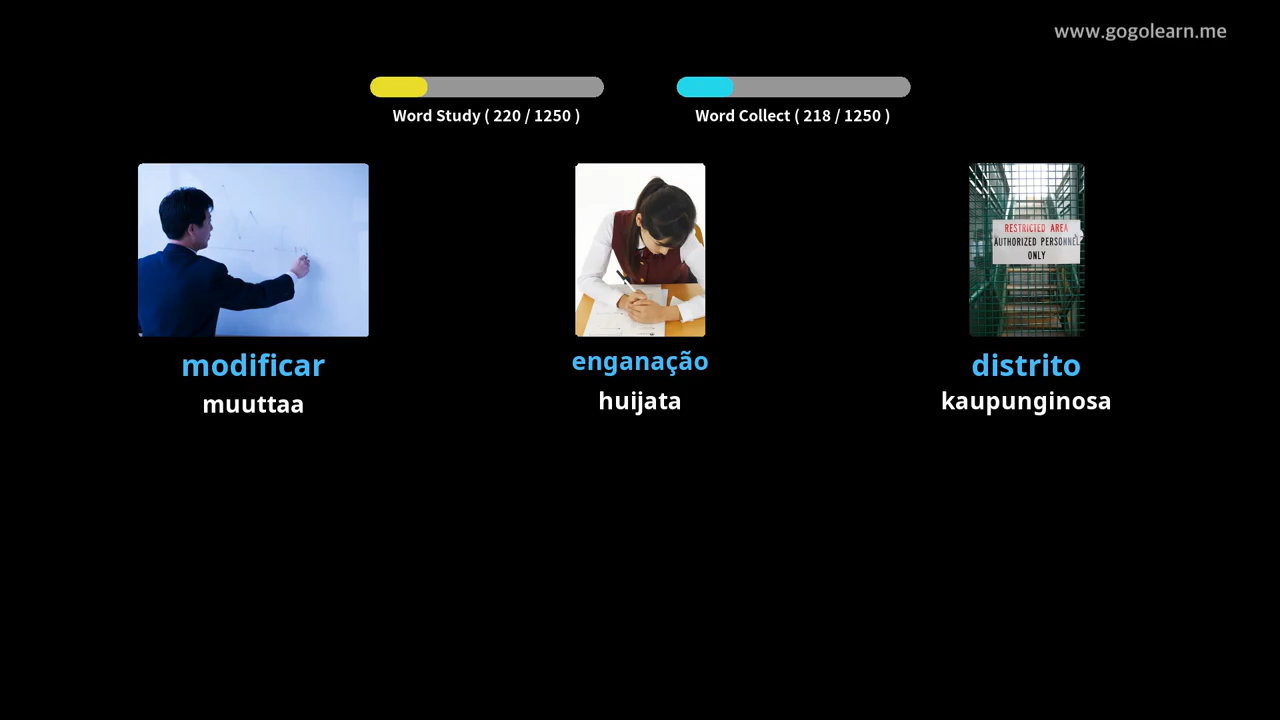 www.gogolearn.me
Word Study ( 220 / 1250 )
Word Collect ( 218 / 1250 )
RESTRICTED AREA
AUTHORIZED PERSONNEL
ONLY
modificar
enganação
distrito
muuttaa
huijata
kaupunginosa